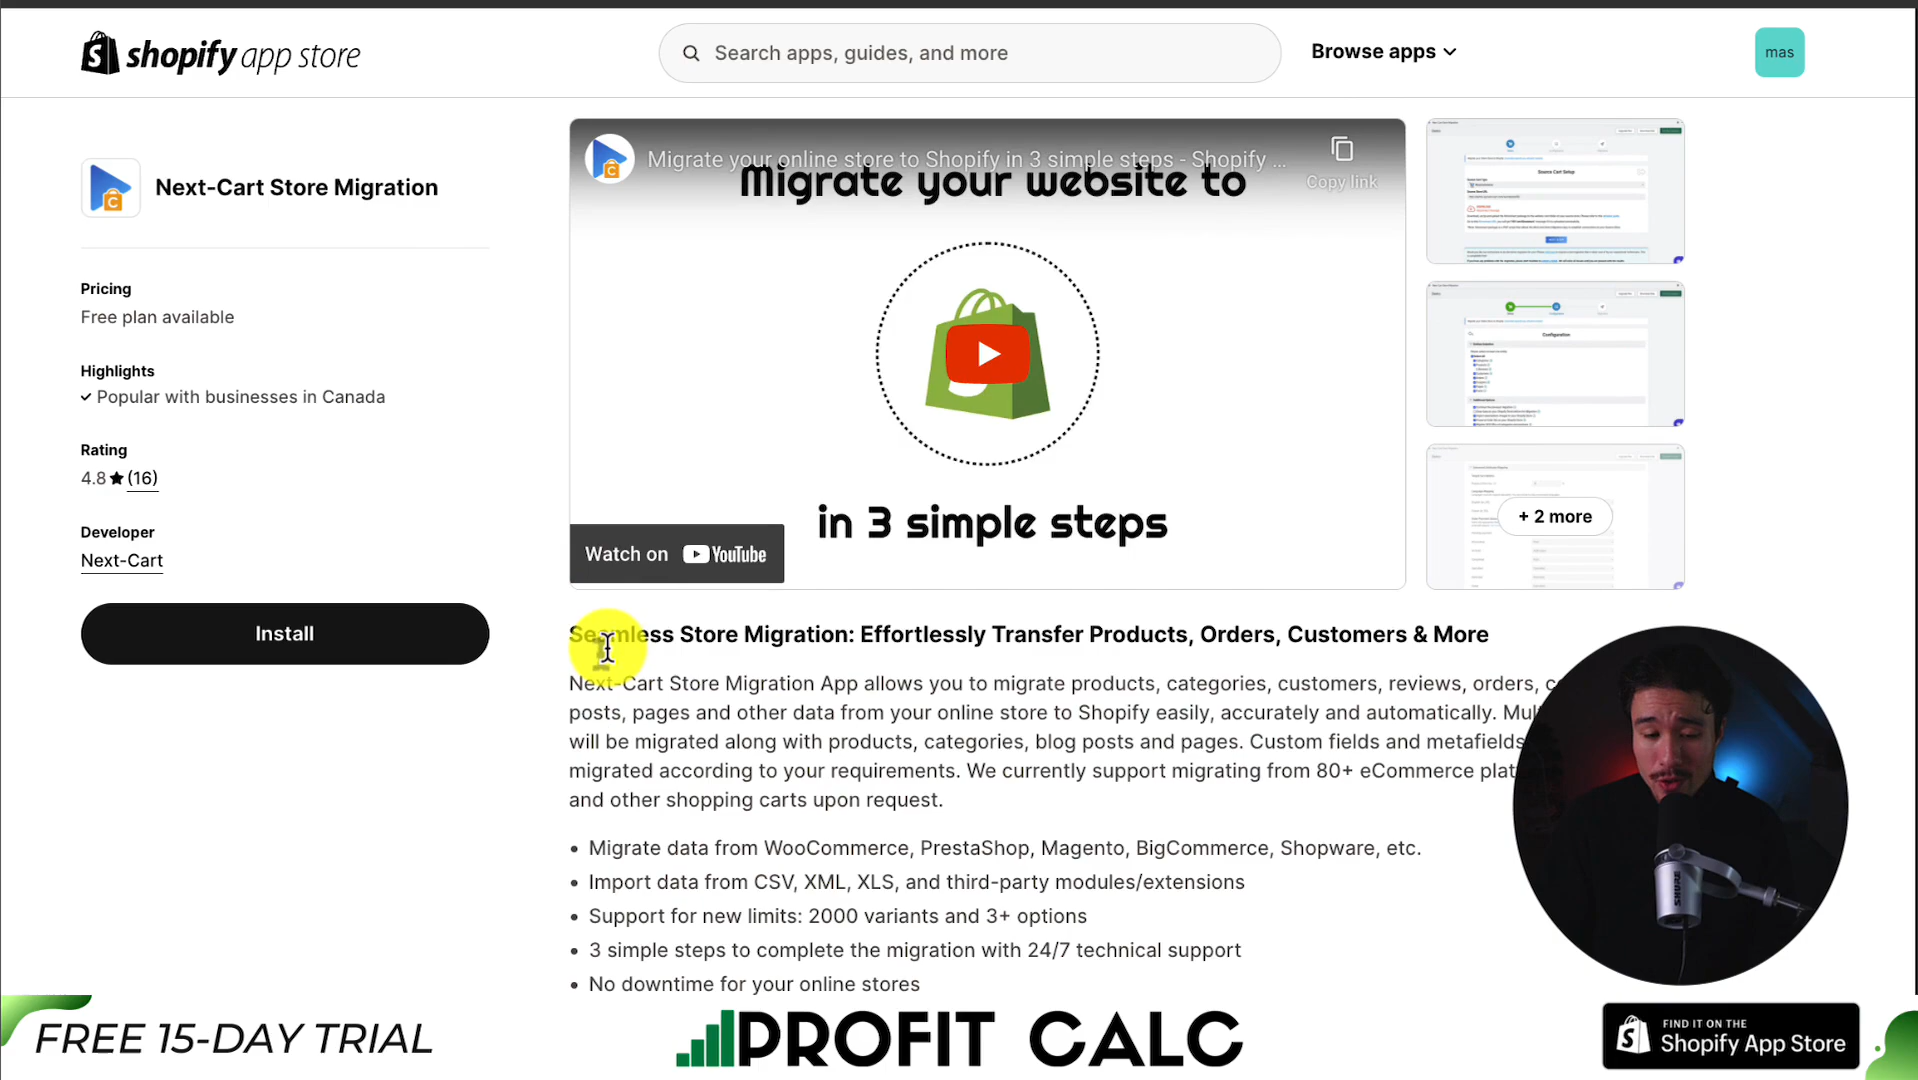 shopify app store
Search apps, guides, and more
Browse apps
mas
Next-Cart Store Migration
Pricing
Free plan available
Highlights
Popular with businesses in Canada
Rating
4.8 ★ (16)
Developer
Next-Cart
Install
Migrate your online store to Shopify in 3 simple steps - Shopify ...
Copy link
Migrate your website to
in 3 simple steps
Watch on YouTube
Source Cart Setup
Configuration
+ 2 more
Seamless Store Migration: Effortlessly Transfer Products, Orders, Customers & More
Next-Cart Store Migration App allows you to migrate products, categories, customers, reviews, orders,
posts, pages and other data from your online store to Shopify easily, accurately and automatically.
will be migrated along with products, categories, blog posts and pages. Custom fields and metafields
migrated according to your requirements. We currently support migrating from 80+ eCommerce
and other shopping carts upon request.
• Migrate data from WooCommerce, PrestaShop, Magento, BigCommerce, Shopware, etc.
• Import data from CSV, XML, XLS, and third-party modules/extensions
• Support for new limits: 2000 variants and 3+ options
• 3 simple steps to complete the migration with 24/7 technical support
• No downtime for your online stores
SHURE
FREE 15-DAY TRIAL
PROFIT CALC
FIND IT ON THE
Shopify App Store